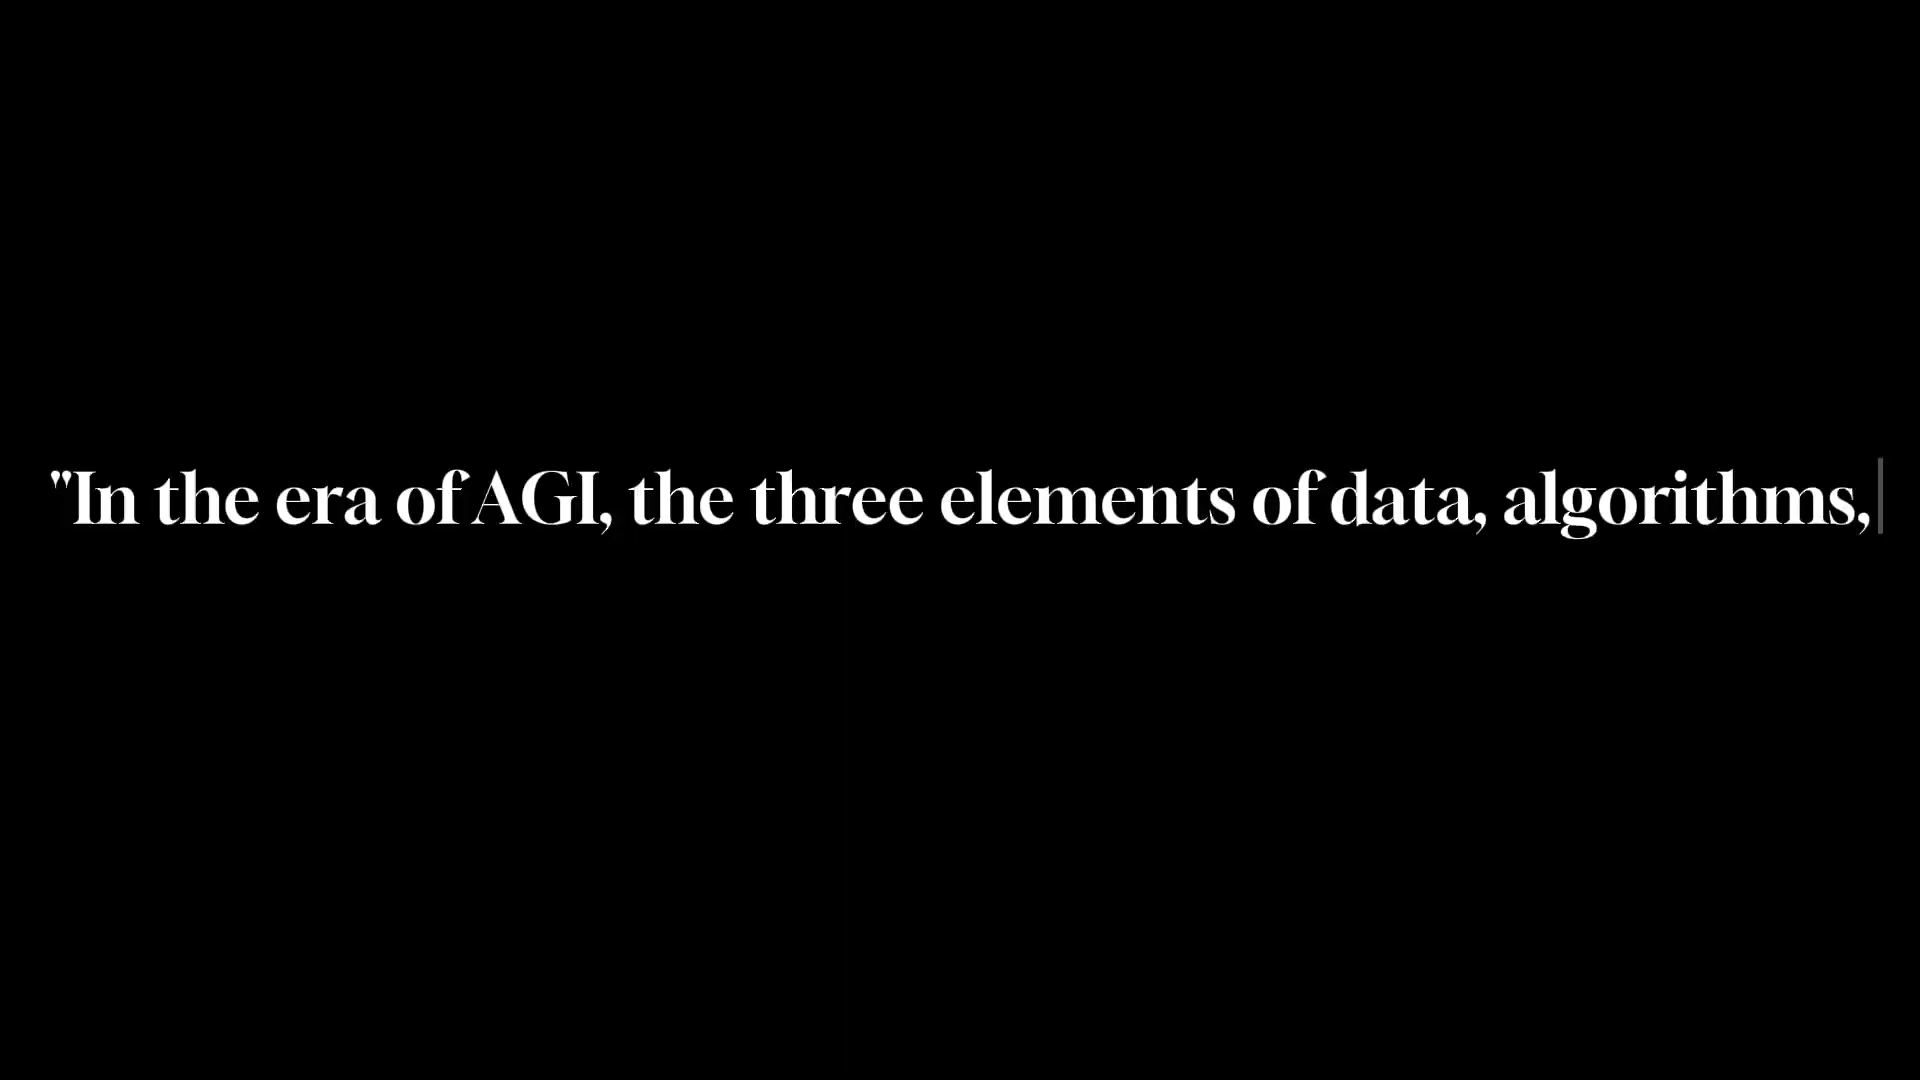 "In the era of AGI, the three elements of data, algorithms,